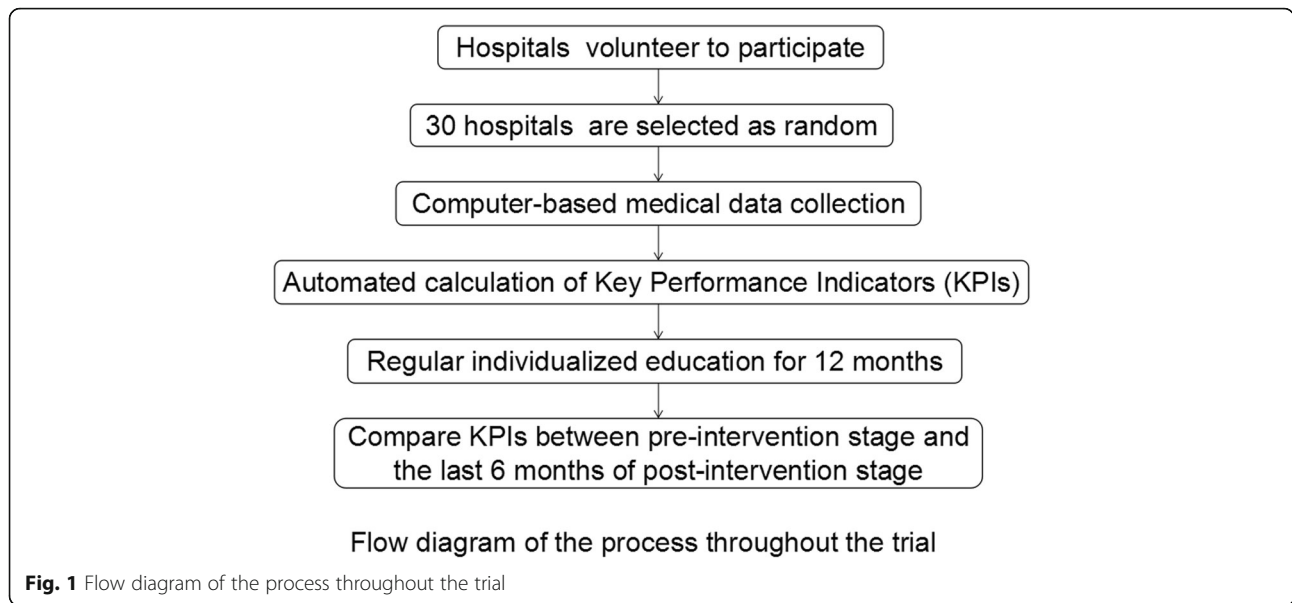 Hospitals volunteer to participate
30 hospitals are selected as random
Computer-based medical data collection
Automated calculation of Key Performance Indicators (KPIs)
Regular individualized education for 12 months
Compare KPIs between pre-intervention stage and
the last 6 months of post-intervention stage
Flow diagram of the process throughout the trial
Fig. 1 Flow diagram of the process throughout the trial